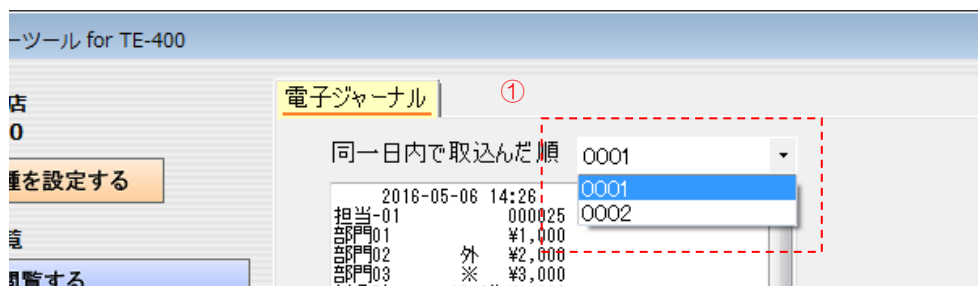 ーツール for TE-400
店
0
電子ジャーナル
①
同一日内で取込んだ順 0001
0001
0002
種を設定する
覧
閲覧する
2016-05-06 14:26
担当-01 000025
部門01 ¥1,000
部門02 外 ¥2,000
部門03 ※ ¥3,000